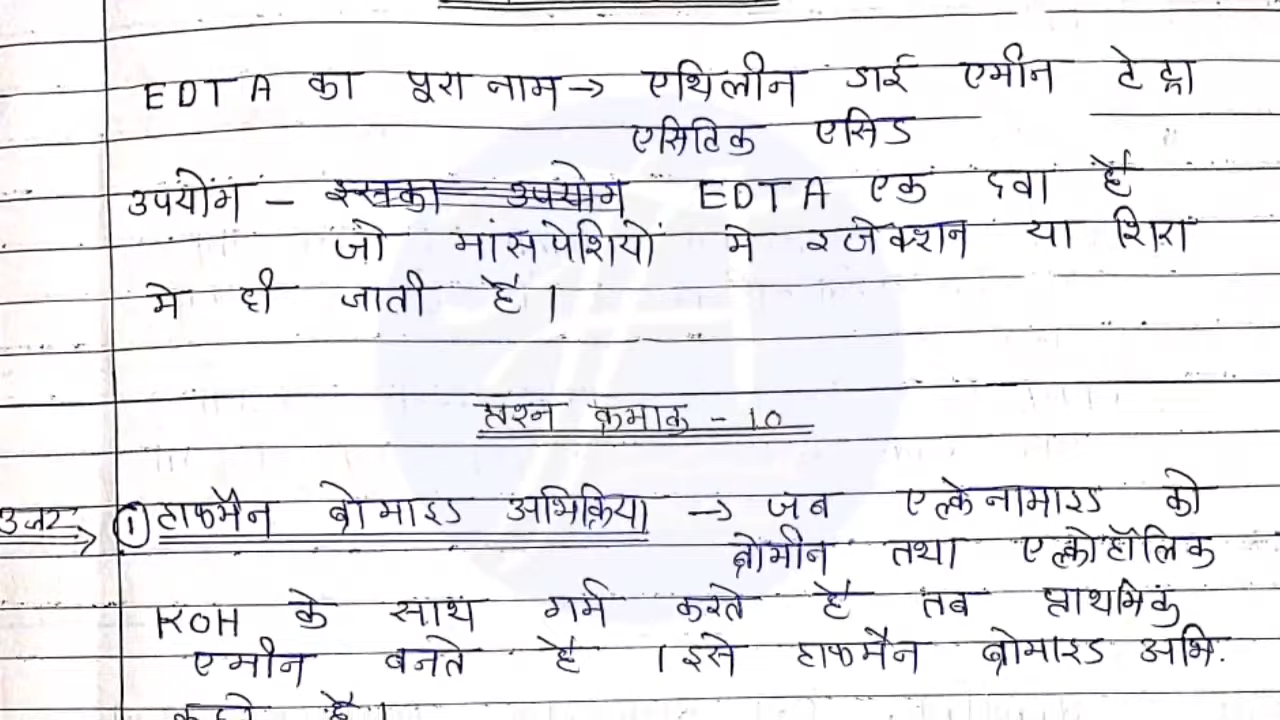 EDTA का पूरा नाम → एथिलीन डाई एमीन टेट्रा
एसिटिक एसिड
उपयोग - इसका उपयोग EDTA एक दवा है
जो मांसपेशियों मे इंजेक्शन या शिरा
मे दी जाती है।
प्रश्न क्रमांक - 10
उत्तर → ① हाफमैन ब्रोमाइड अभिक्रिया → जब एल्केनामाइड को
ब्रोमीन तथा एल्कोहॉलिक
KOH के साथ गर्म करते है तब प्राथमिक
एमीन बनते है। इसे हाफमैन ब्रोमाइड अभि.
कहते है।